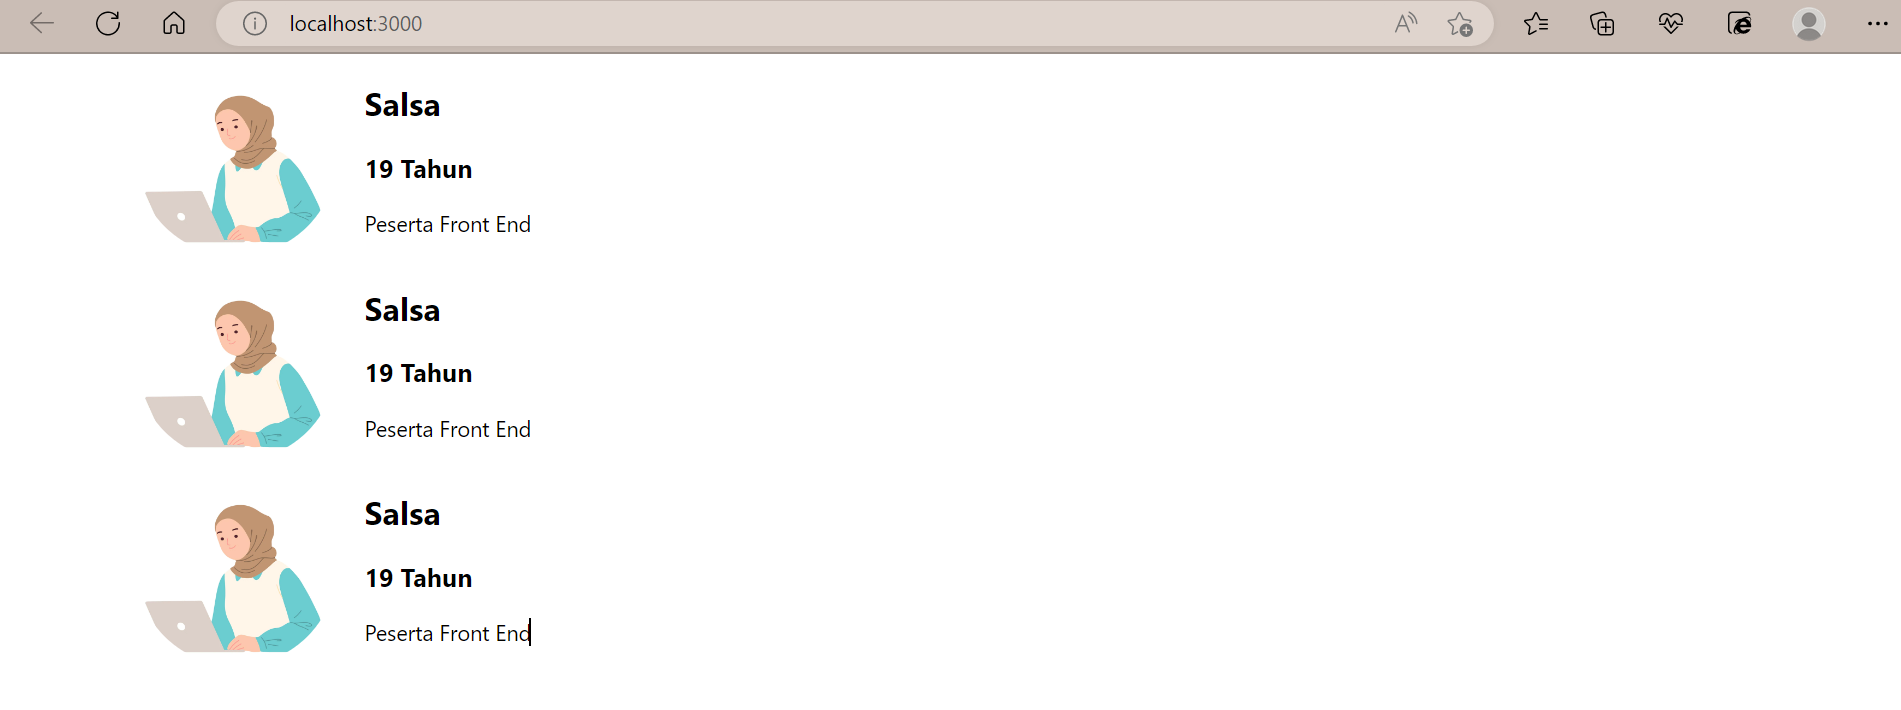 localhost:3000
Salsa
19 Tahun
Peserta Front End
Salsa
19 Tahun
Peserta Front End
Salsa
19 Tahun
Peserta Front End